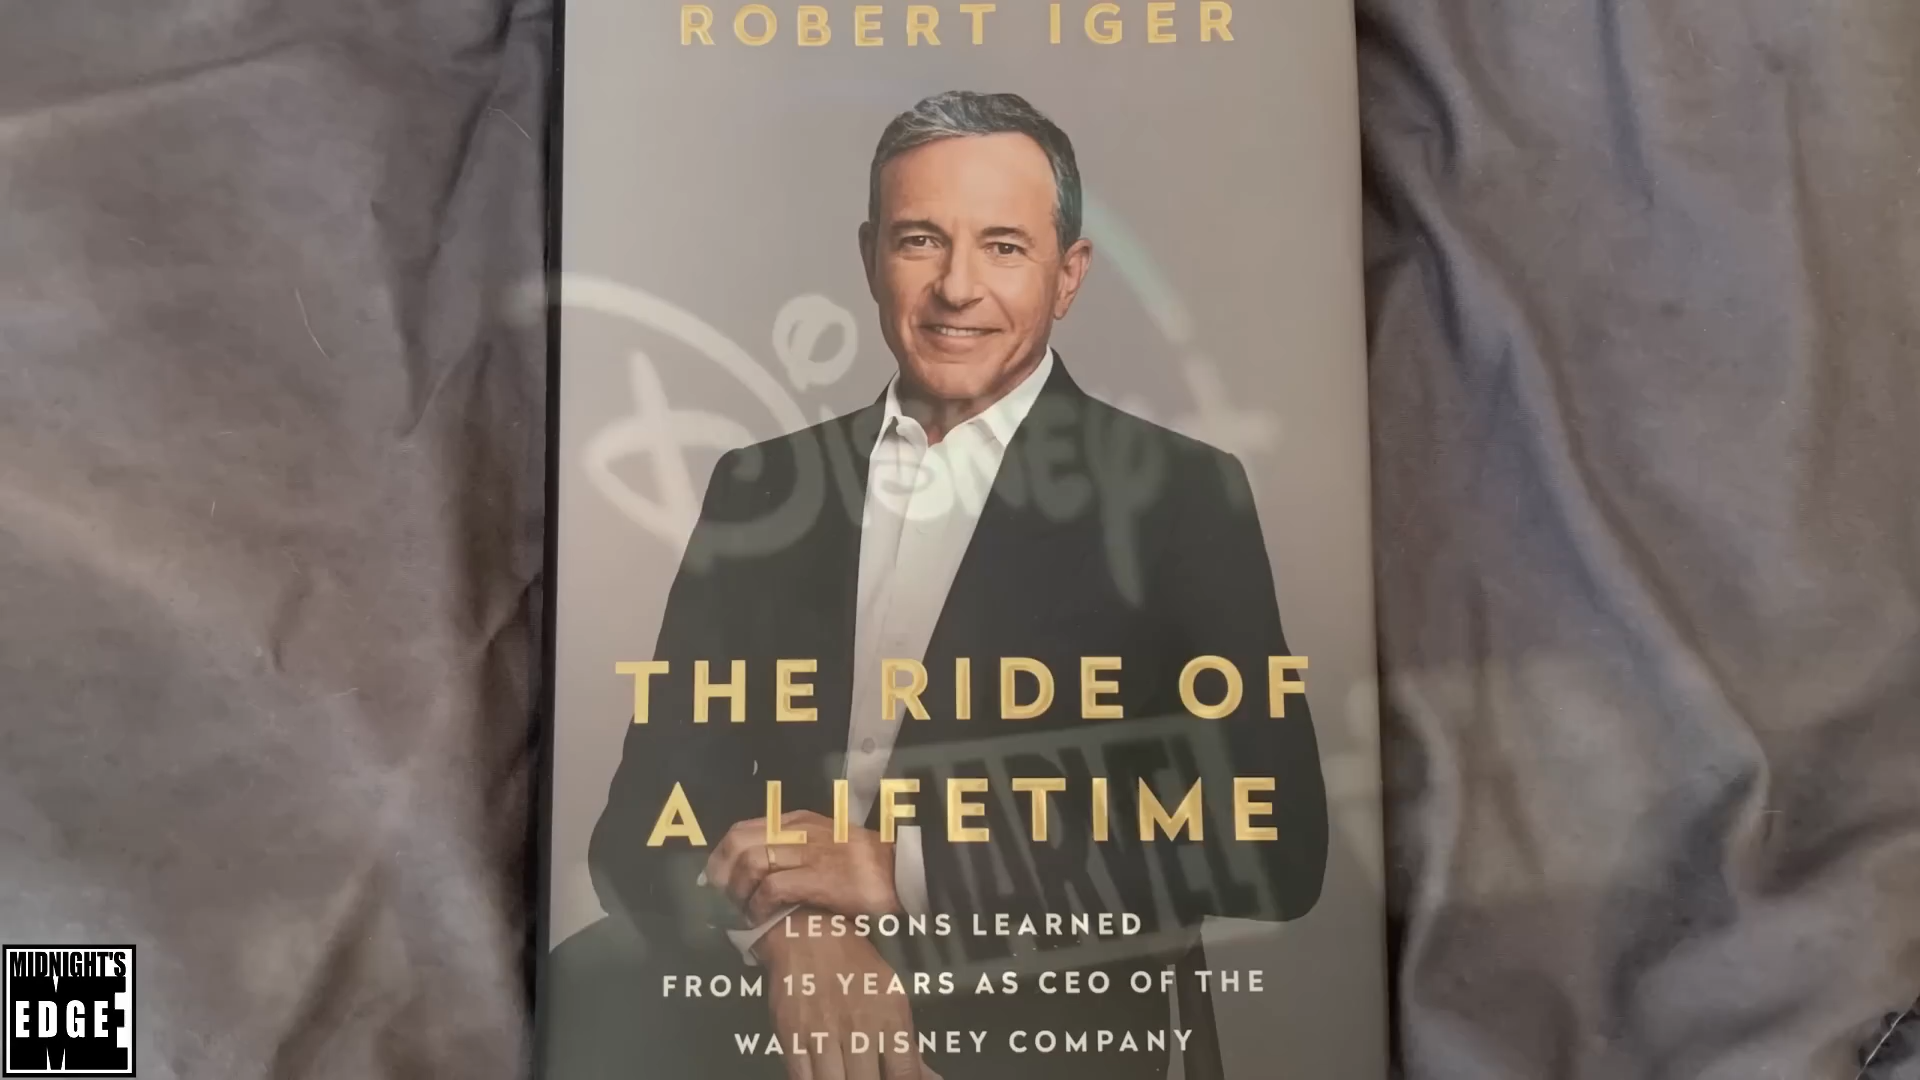 ROBERT IGER
Disney+
THE RIDE OF
A LIFETIME
MARVEL
LESSONS LEARNED
FROM 15 YEARS AS CEO OF THE
WALT DISNEY COMPANY
MIDNIGHT'S
EDGE